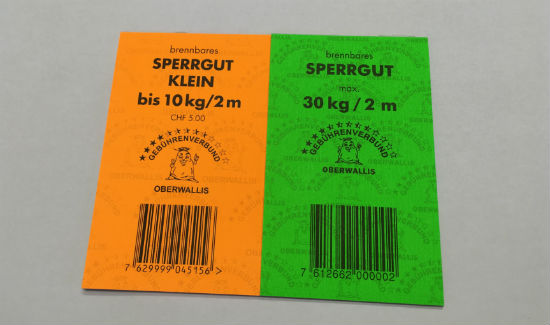 brennbares
SPERRGUT
KLEIN
bis 10 kg/2 m
CHF 5.00
GEBÜHRENVERBUND
OBERWALLIS
7 629999 045156 >
brennbares
SPERRGUT
max.
30 kg / 2 m
GEBÜHRENVERBUND
OBERWALLIS
7 612662 000002